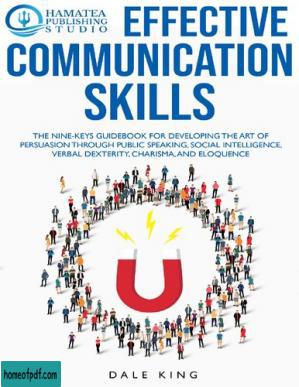 HAMATEA
PUBLISHING
STUDIO
EFFECTIVE
COMMUNICATION
SKILLS
THE NINE-KEYS GUIDEBOOK FOR DEVELOPING THE ART OF
PERSUASION THROUGH PUBLIC SPEAKING, SOCIAL INTELLIGENCE,
VERBAL DEXTERITY, CHARISMA, AND ELOQUENCE
homeofpdf.com
DALE KING